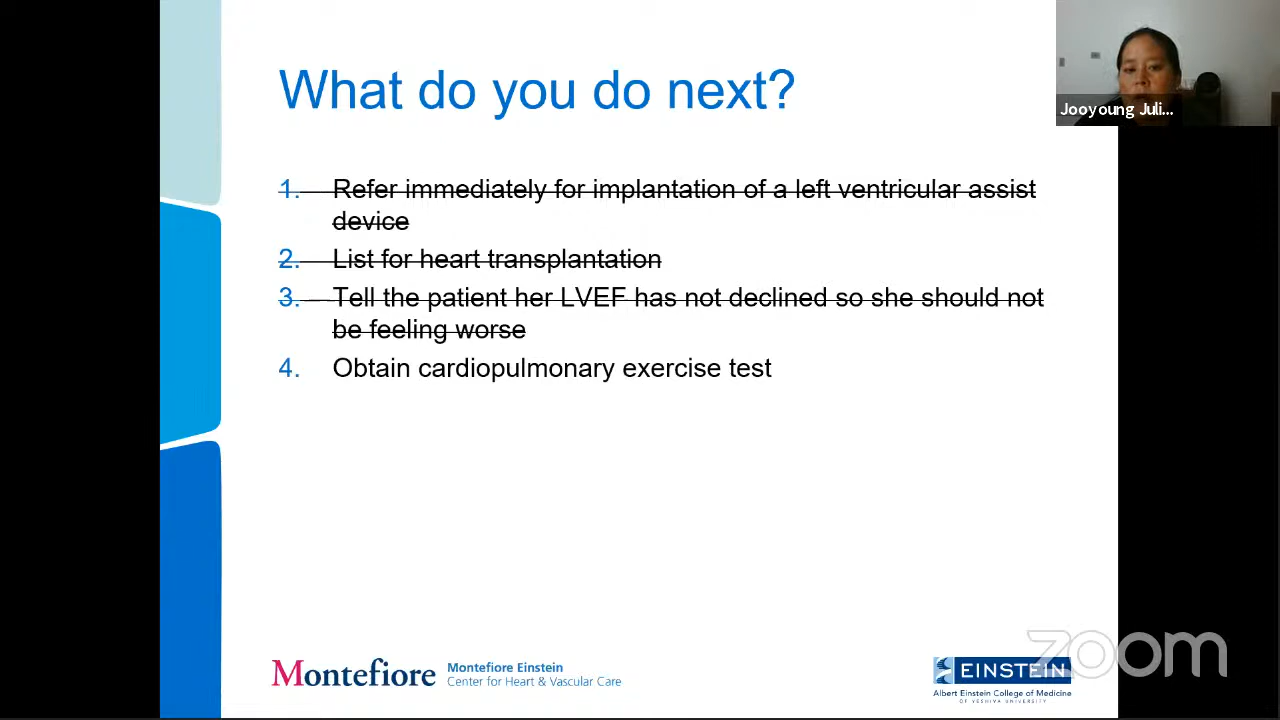 What do you do next?
Jooyoung Juli...
1. Refer immediately for implantation of a left ventricular assist
device
2. List for heart transplantation
3. Tell the patient her LVEF has not declined so she should not
be feeling worse
4. Obtain cardiopulmonary exercise test
Montefiore
Montefiore Einstein
Center for Heart & Vascular Care
EINSTEIN
Albert Einstein College of Medicine
OF YESHIVA UNIVERSITY
zoom